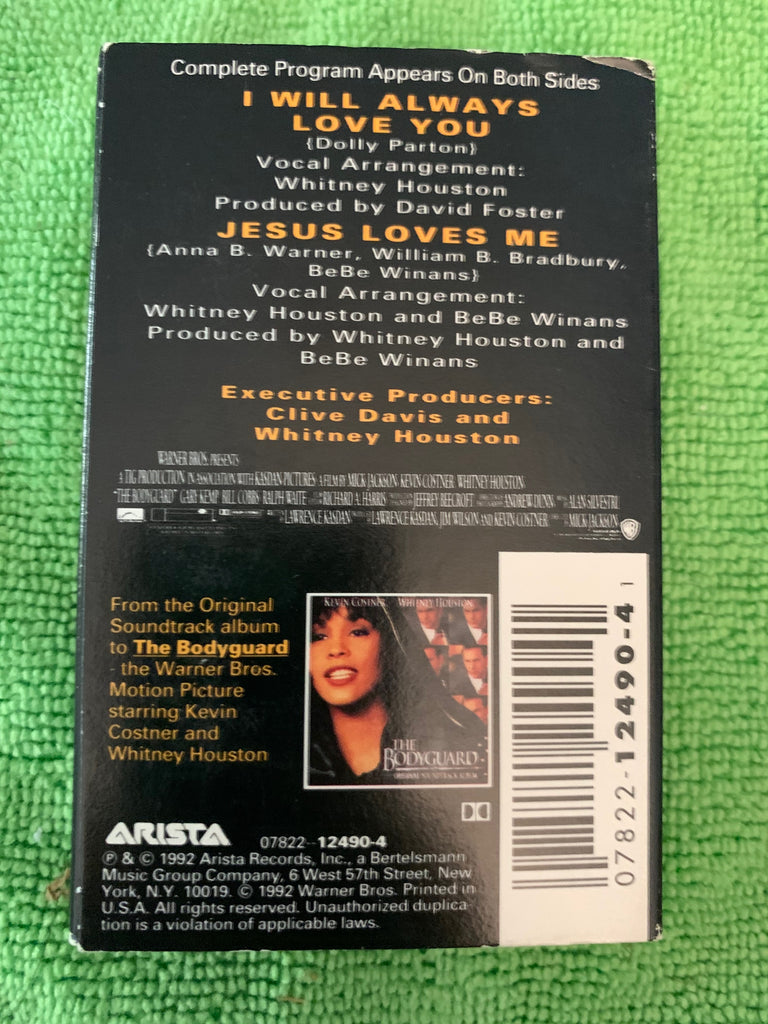 Complete Program Appears On Both Sides
I WILL ALWAYS
LOVE YOU
{Dolly Parton}
Vocal Arrangement:
Whitney Houston
Produced by David Foster
JESUS LOVES ME
{Anna B. Warner, William B. Bradbury,
BeBe Winans}
Vocal Arrangement:
Whitney Houston and BeBe Winans
Produced by Whitney Houston and
BeBe Winans
Executive Producers:
Clive Davis and
Whitney Houston
WARNER BROS. PRESENTS
A TIG PRODUCTION IN ASSOCIATION WITH KASDAN PICTURES A FILM BY MICK JACKSON KEVIN COSTNER WHITNEY HOUSTON
"THE BODYGUARD" GARY KEMP BILL COBBS RALPH WAITE RICHARD A. HARRIS JEFFREY BEECROFT ANDREW DUNN ALAN SILVESTRI
LAWRENCE KASDAN LAWRENCE KASDAN, JIM WILSON AND KEVIN COSTNER MICK JACKSON
From the Original
Soundtrack album
to The Bodyguard
- the Warner Bros.
Motion Picture
starring Kevin
Costner and
Whitney Houston
KEVIN COSTNER WHITNEY HOUSTON
THE
BODYGUARD
ORIGINAL SOUNDTRACK ALBUM
07822-12490-4 1
ARISTA 07822-12490-4
℗ & © 1992 Arista Records, Inc., a Bertelsmann
Music Group Company, 6 West 57th Street, New
York, N.Y. 10019. © 1992 Warner Bros. Printed in
U.S.A. All rights reserved. Unauthorized duplica-
tion is a violation of applicable laws.